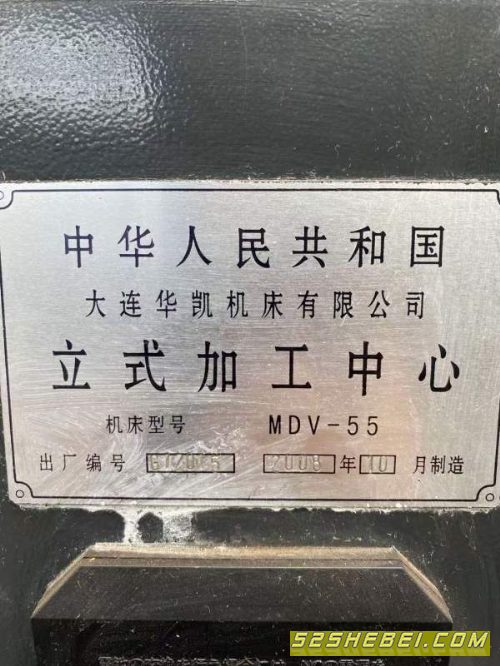 中华人民共和国
大连华凯机床有限公司
立式加工中心
机床型号 MDV-55
出厂编号 年10月制造
52SHEBEI.COM